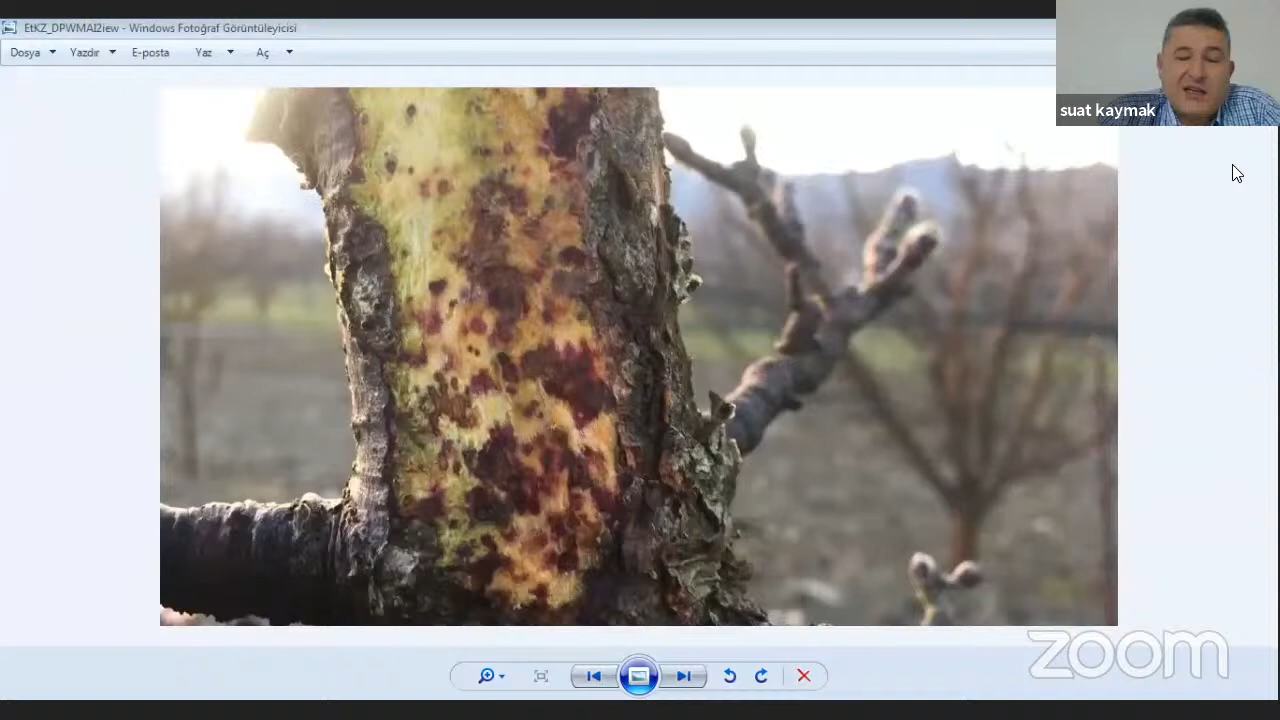 EtKZ_DPWMAI2iew - Windows Fotoğraf Görüntüleyicisi
Dosya Yazdır E-posta Yaz Aç
suat kaymak
zoom